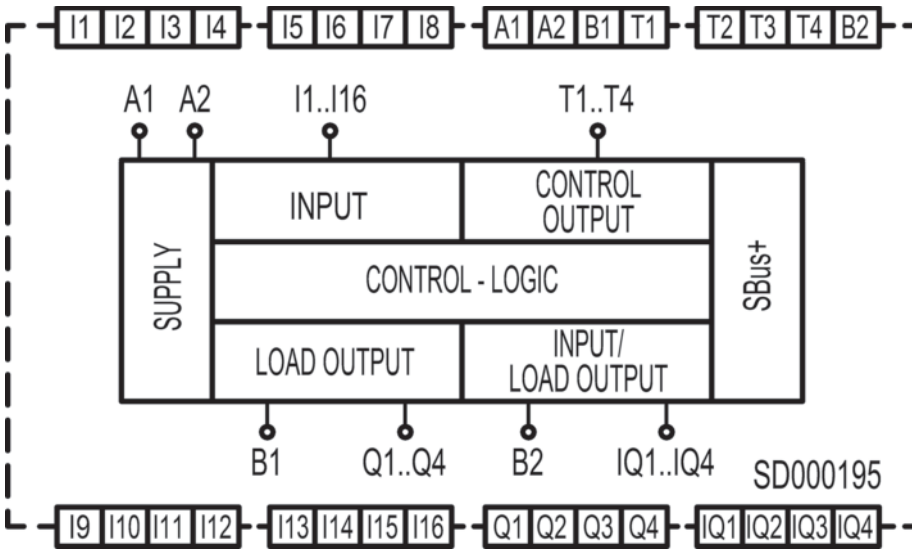 I1 I2 I3 I4 I5 I6 I7 I8 A1 A2 B1 T1 T2 T3 T4 B2
A1 A2 I1..I16 T1..T4
INPUT
CONTROL
OUTPUT
SUPPLY
CONTROL - LOGIC
SBus+
LOAD OUTPUT
INPUT/
LOAD OUTPUT
B1 Q1..Q4 B2 IQ1..IQ4
SD000195
I9 I10 I11 I12 I13 I14 I15 I16 Q1 Q2 Q3 Q4 IQ1 IQ2 IQ3 IQ4